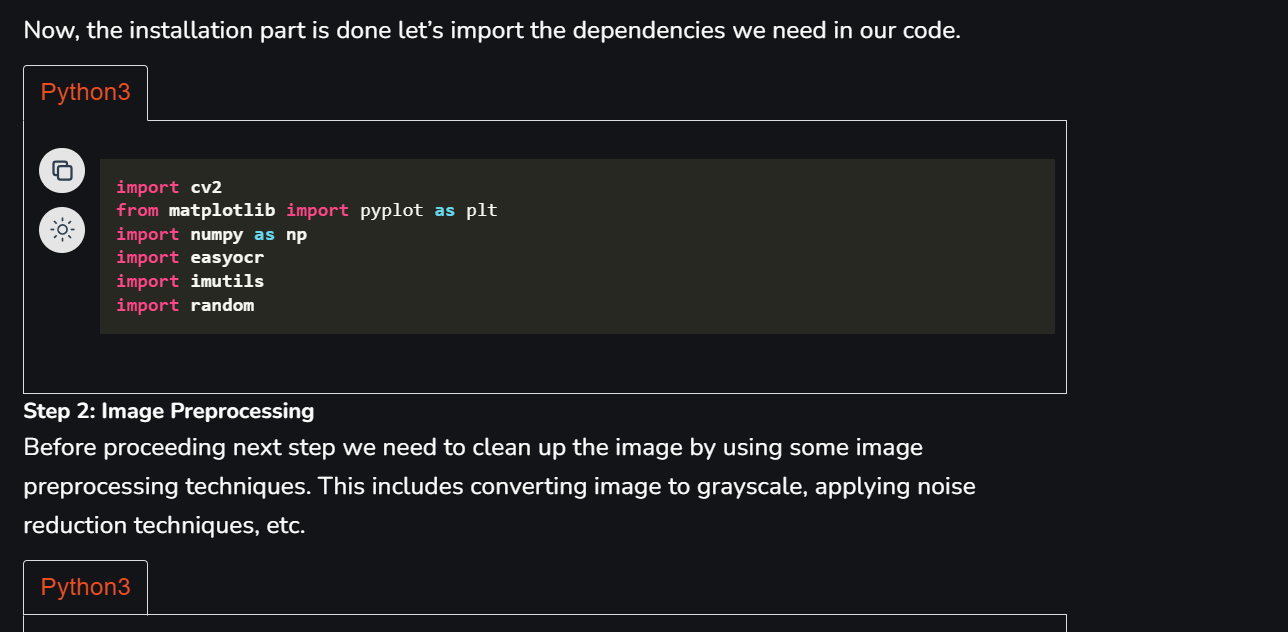 Now, the installation part is done let’s import the dependencies we need in our code.
Python3
import cv2
from matplotlib import pyplot as plt
import numpy as np
import easyocr
import imutils
import random
Step 2: Image Preprocessing
Before proceeding next step we need to clean up the image by using some image
preprocessing techniques. This includes converting image to grayscale, applying noise
reduction techniques, etc.
Python3